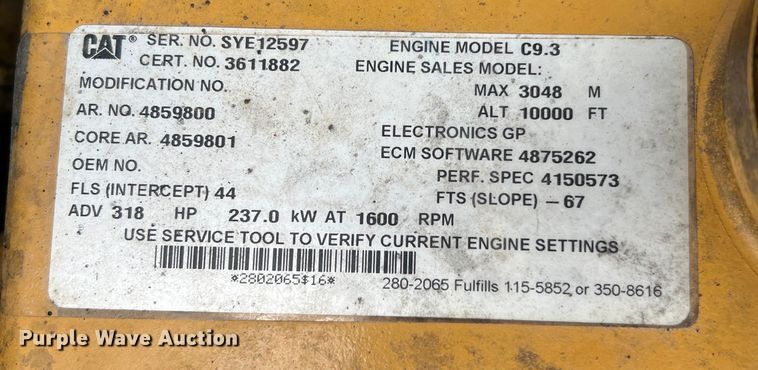 CAT® SER. NO. SYE12597 ENGINE MODEL C9.3
CERT. NO. 3611882 ENGINE SALES MODEL:
MODIFICATION NO. MAX 3048 M
AR. NO. 4859800 ALT 10000 FT
CORE AR. 4859801 ELECTRONICS GP
OEM NO. ECM SOFTWARE 4875262
PERF. SPEC 4150573
FLS (INTERCEPT) 44 FTS (SLOPE) -67
ADV 318 HP 237.0 kW AT 1600 RPM
USE SERVICE TOOL TO VERIFY CURRENT ENGINE SETTINGS
*2802065$16* 280-2065 Fulfills 115-5852 or 350-8616
Purple Wave Auction